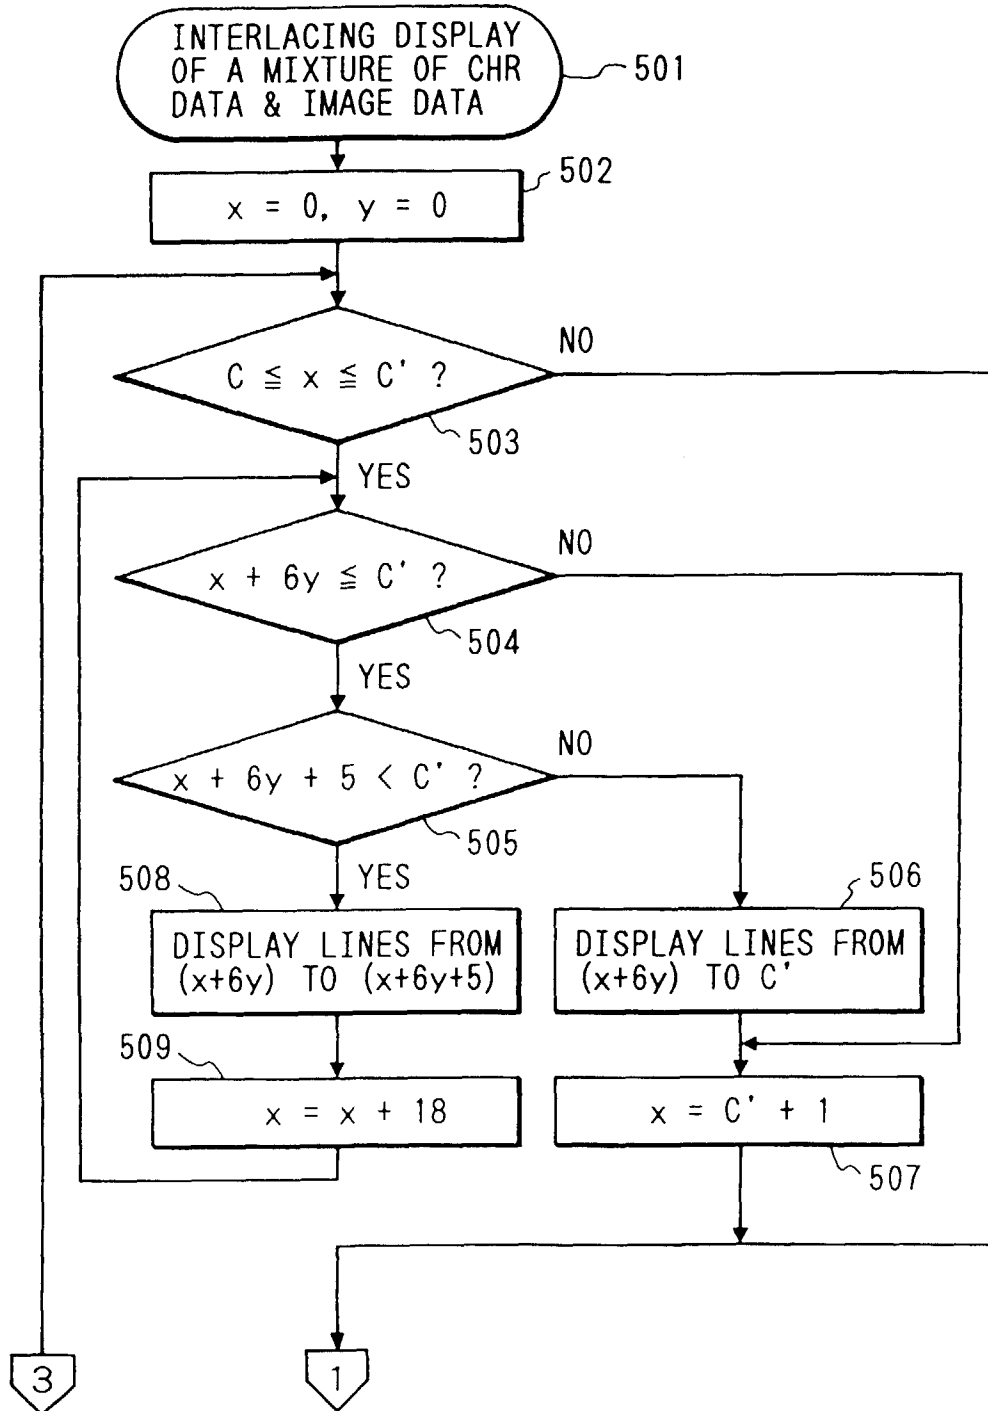 INTERLACING DISPLAY
OF A MIXTURE OF CHR
DATA & IMAGE DATA
501
x = 0, y = 0
502
C ≦ x ≦ C' ?
NO
503
YES
x + 6y ≦ C' ?
NO
504
YES
x + 6y + 5 < C' ?
NO
505
YES
508
DISPLAY LINES FROM
(x+6y) TO (x+6y+5)
506
DISPLAY LINES FROM
(x+6y) TO C'
509
x = x + 18
x = C' + 1
507
3
1